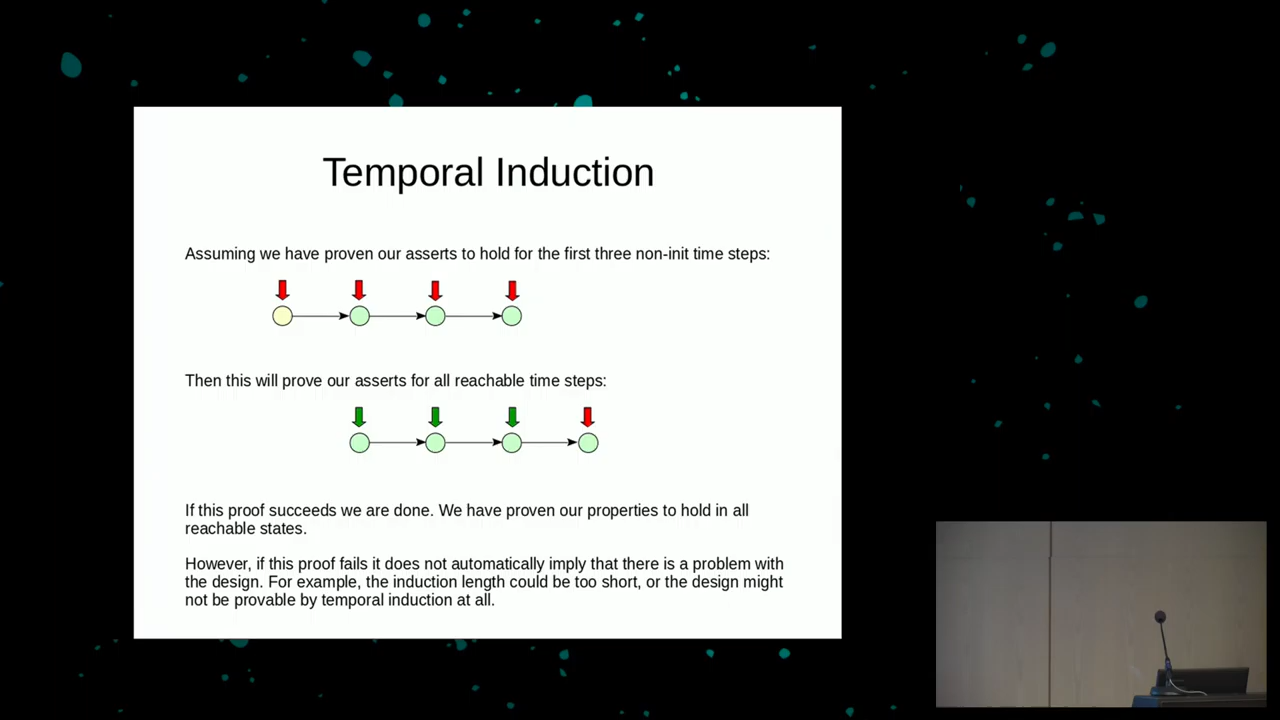 Temporal Induction
Assuming we have proven our asserts to hold for the first three non-init time steps:
Then this will prove our asserts for all reachable time steps:
If this proof succeeds we are done. We have proven our properties to hold in all
reachable states.
However, if this proof fails it does not automatically imply that there is a problem with
the design. For example, the induction length could be too short, or the design might
not be provable by temporal induction at all.